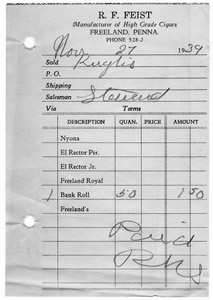 R. F. FEIST
Manufacturer of High Grade Cigars
FREELAND, PENNA.
PHONE 528-J
Nov 27 1939
Sold
P. O.
Shipping
Salesman
Via Terms
DESCRIPTION QUAN. PRICE AMOUNT
Nyona
El Rector Per.
El Rector Jr.
Freeland Royal
1 Bank Roll 50 1 50
Freeland's
Paid